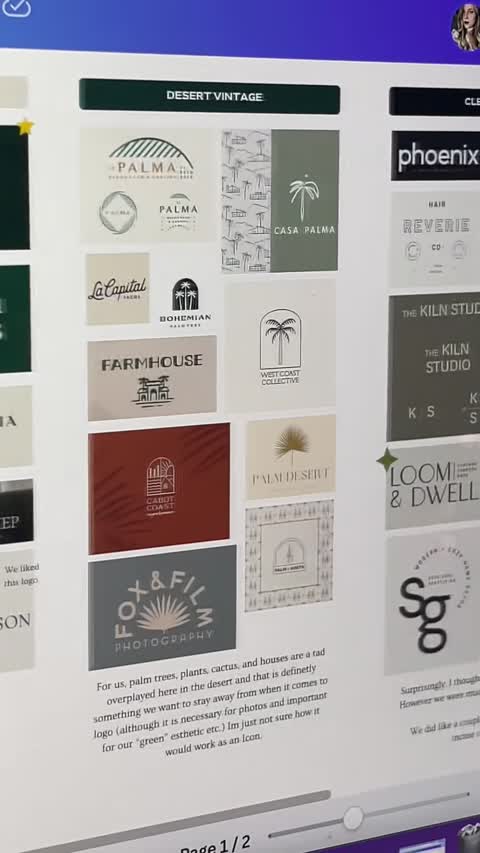 DESERT VINTAGE
PALMA
PALMA
CASA PALMA
La Capital
BOHEMIAN
PALM TREES
FARMHOUSE
WEST COAST
COLLECTIVE
CABOT
COAST
PALM DESERT
FOX & FILM
PHOTOGRAPHY
For us, palm trees, plants, cactus, and houses are a tad
overplayed here in the desert and that is definetly
something we want to stay away from when it comes to
logo (although it is necessary for photos and important
for our "green" esthetic etc.) Im just not sure how it
would work as an Icon.
We liked
this logo
SON
CLE
phoenix
HAIR
REVERIE
CO
THE KILN STUD
THE KILN
STUDIO
K S
K
S
LOOM
& DWELL
Sg
Surprisingly. I though
However we were mu
We did like a coupl
Page 1 / 2